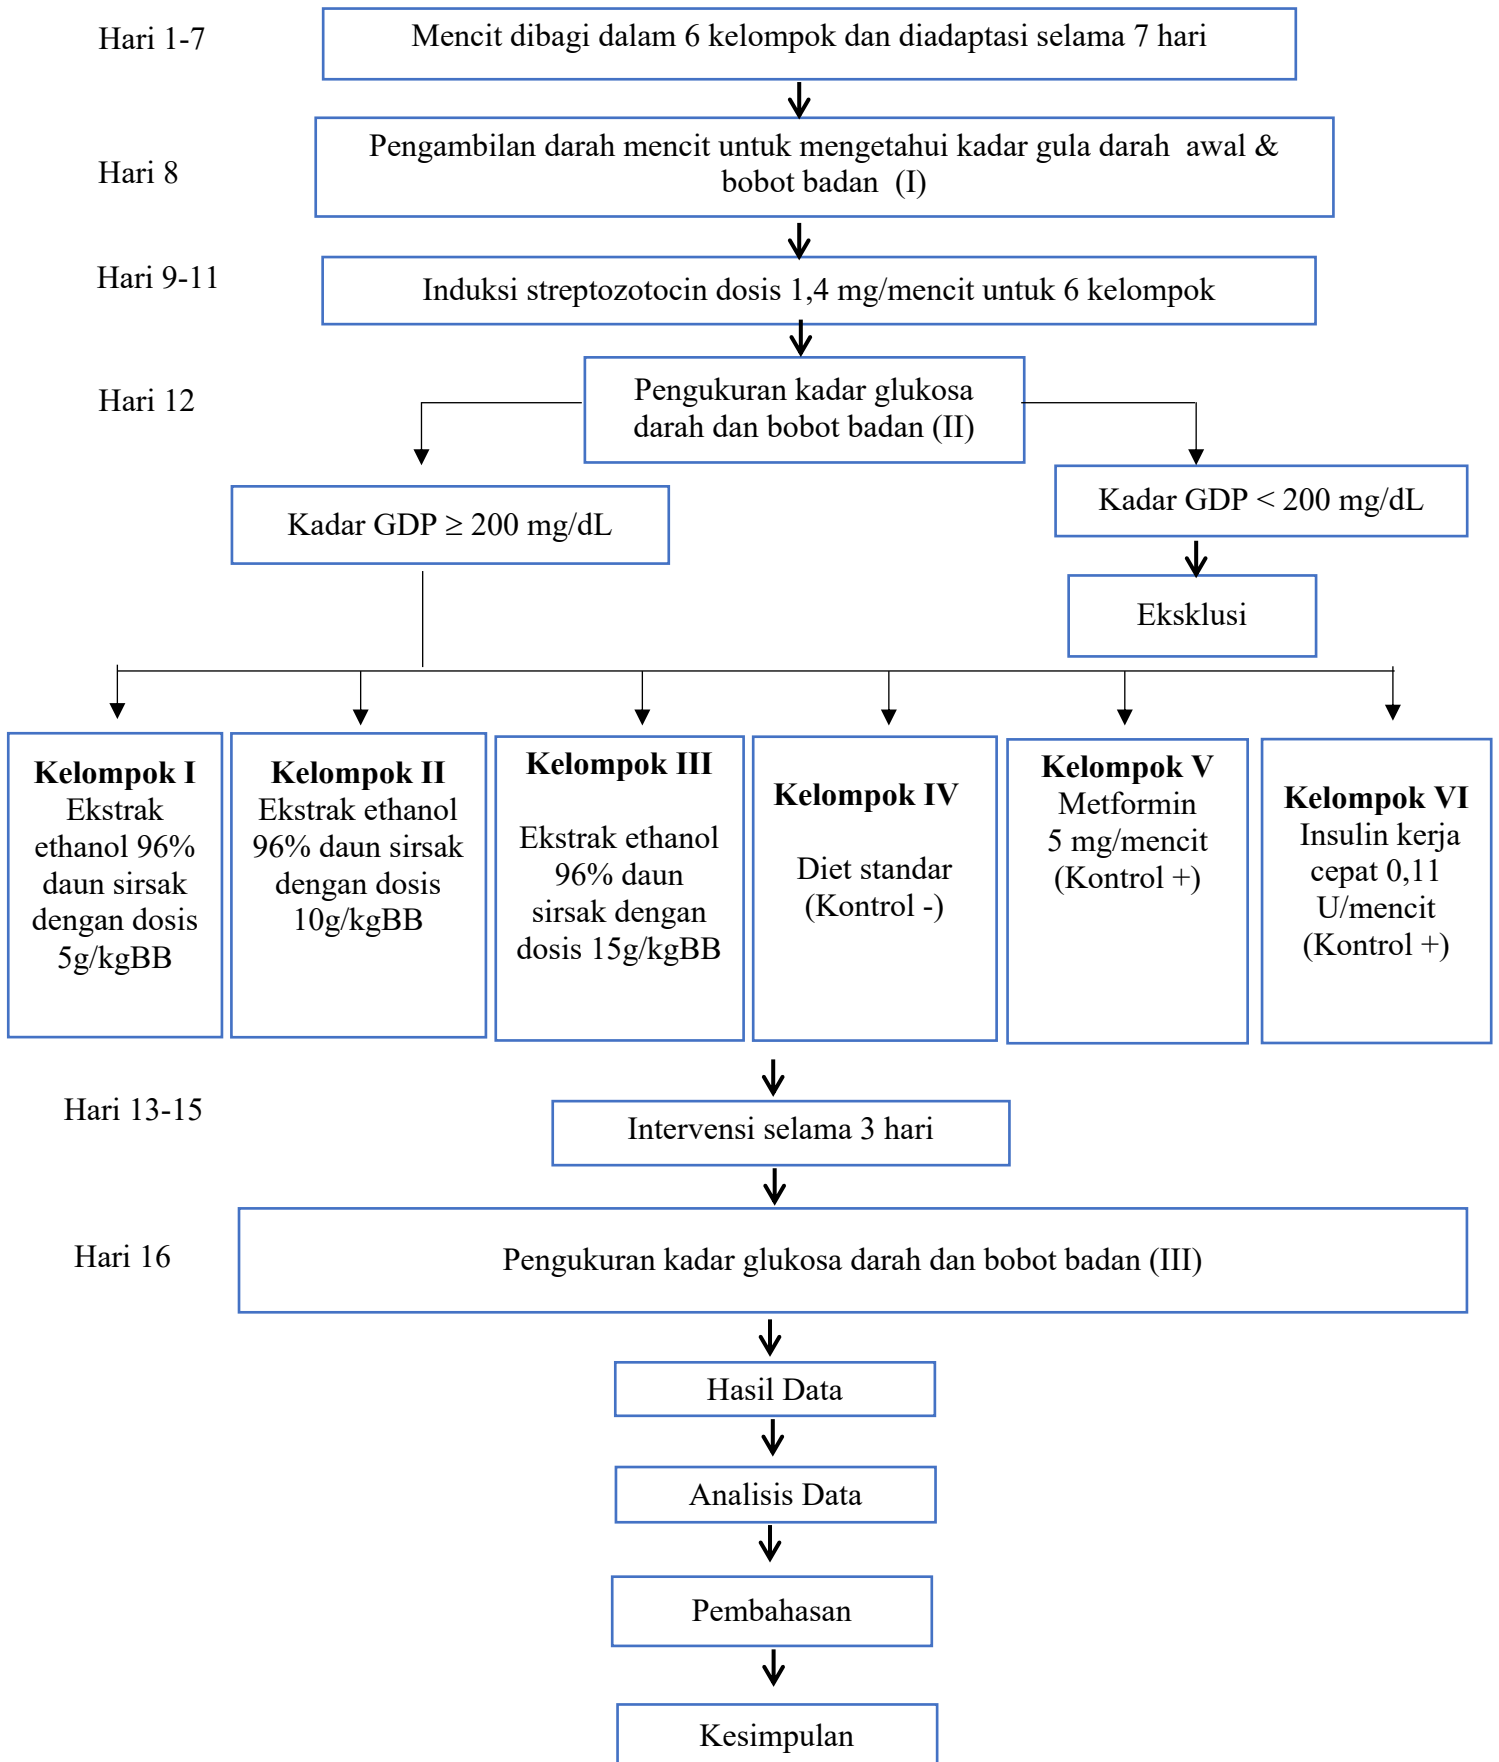 Hari 1-7
Mencit dibagi dalam 6 kelompok dan diadaptasi selama 7 hari
Hari 8
Pengambilan darah mencit untuk mengetahui kadar gula darah awal &
bobot badan (I)
Hari 9-11
Induksi streptozotocin dosis 1,4 mg/mencit untuk 6 kelompok
Hari 12
Pengukuran kadar glukosa
darah dan bobot badan (II)
Kadar GDP ≥ 200 mg/dL
Kadar GDP < 200 mg/dL
Eksklusi
Kelompok I
Ekstrak
ethanol 96%
daun sirsak
dengan dosis
5g/kgBB
Kelompok II
Ekstrak ethanol
96% daun sirsak
dengan dosis
10g/kgBB
Kelompok III
Ekstrak ethanol
96% daun
sirsak dengan
dosis 15g/kgBB
Kelompok IV
Diet standar
(Kontrol -)
Kelompok V
Metformin
5 mg/mencit
(Kontrol +)
Kelompok VI
Insulin kerja
cepat 0,11
U/mencit
(Kontrol +)
Hari 13-15
Intervensi selama 3 hari
Hari 16
Pengukuran kadar glukosa darah dan bobot badan (III)
Hasil Data
Analisis Data
Pembahasan
Kesimpulan